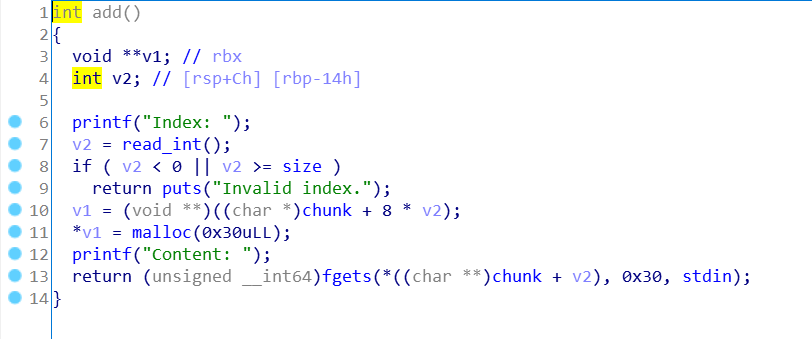 1 int add()
2 {
3 void **v1; // rbx
4 int v2; // [rsp+Ch] [rbp-14h]
5
6 printf("Index: ");
7 v2 = read_int();
8 if ( v2 < 0 || v2 >= size )
9 return puts("Invalid index.");
10 v1 = (void **)((char *)chunk + 8 * v2);
11 *v1 = malloc(0x30uLL);
12 printf("Content: ");
13 return (unsigned __int64)fgets(*((char **)chunk + v2), 0x30, stdin);
14 }